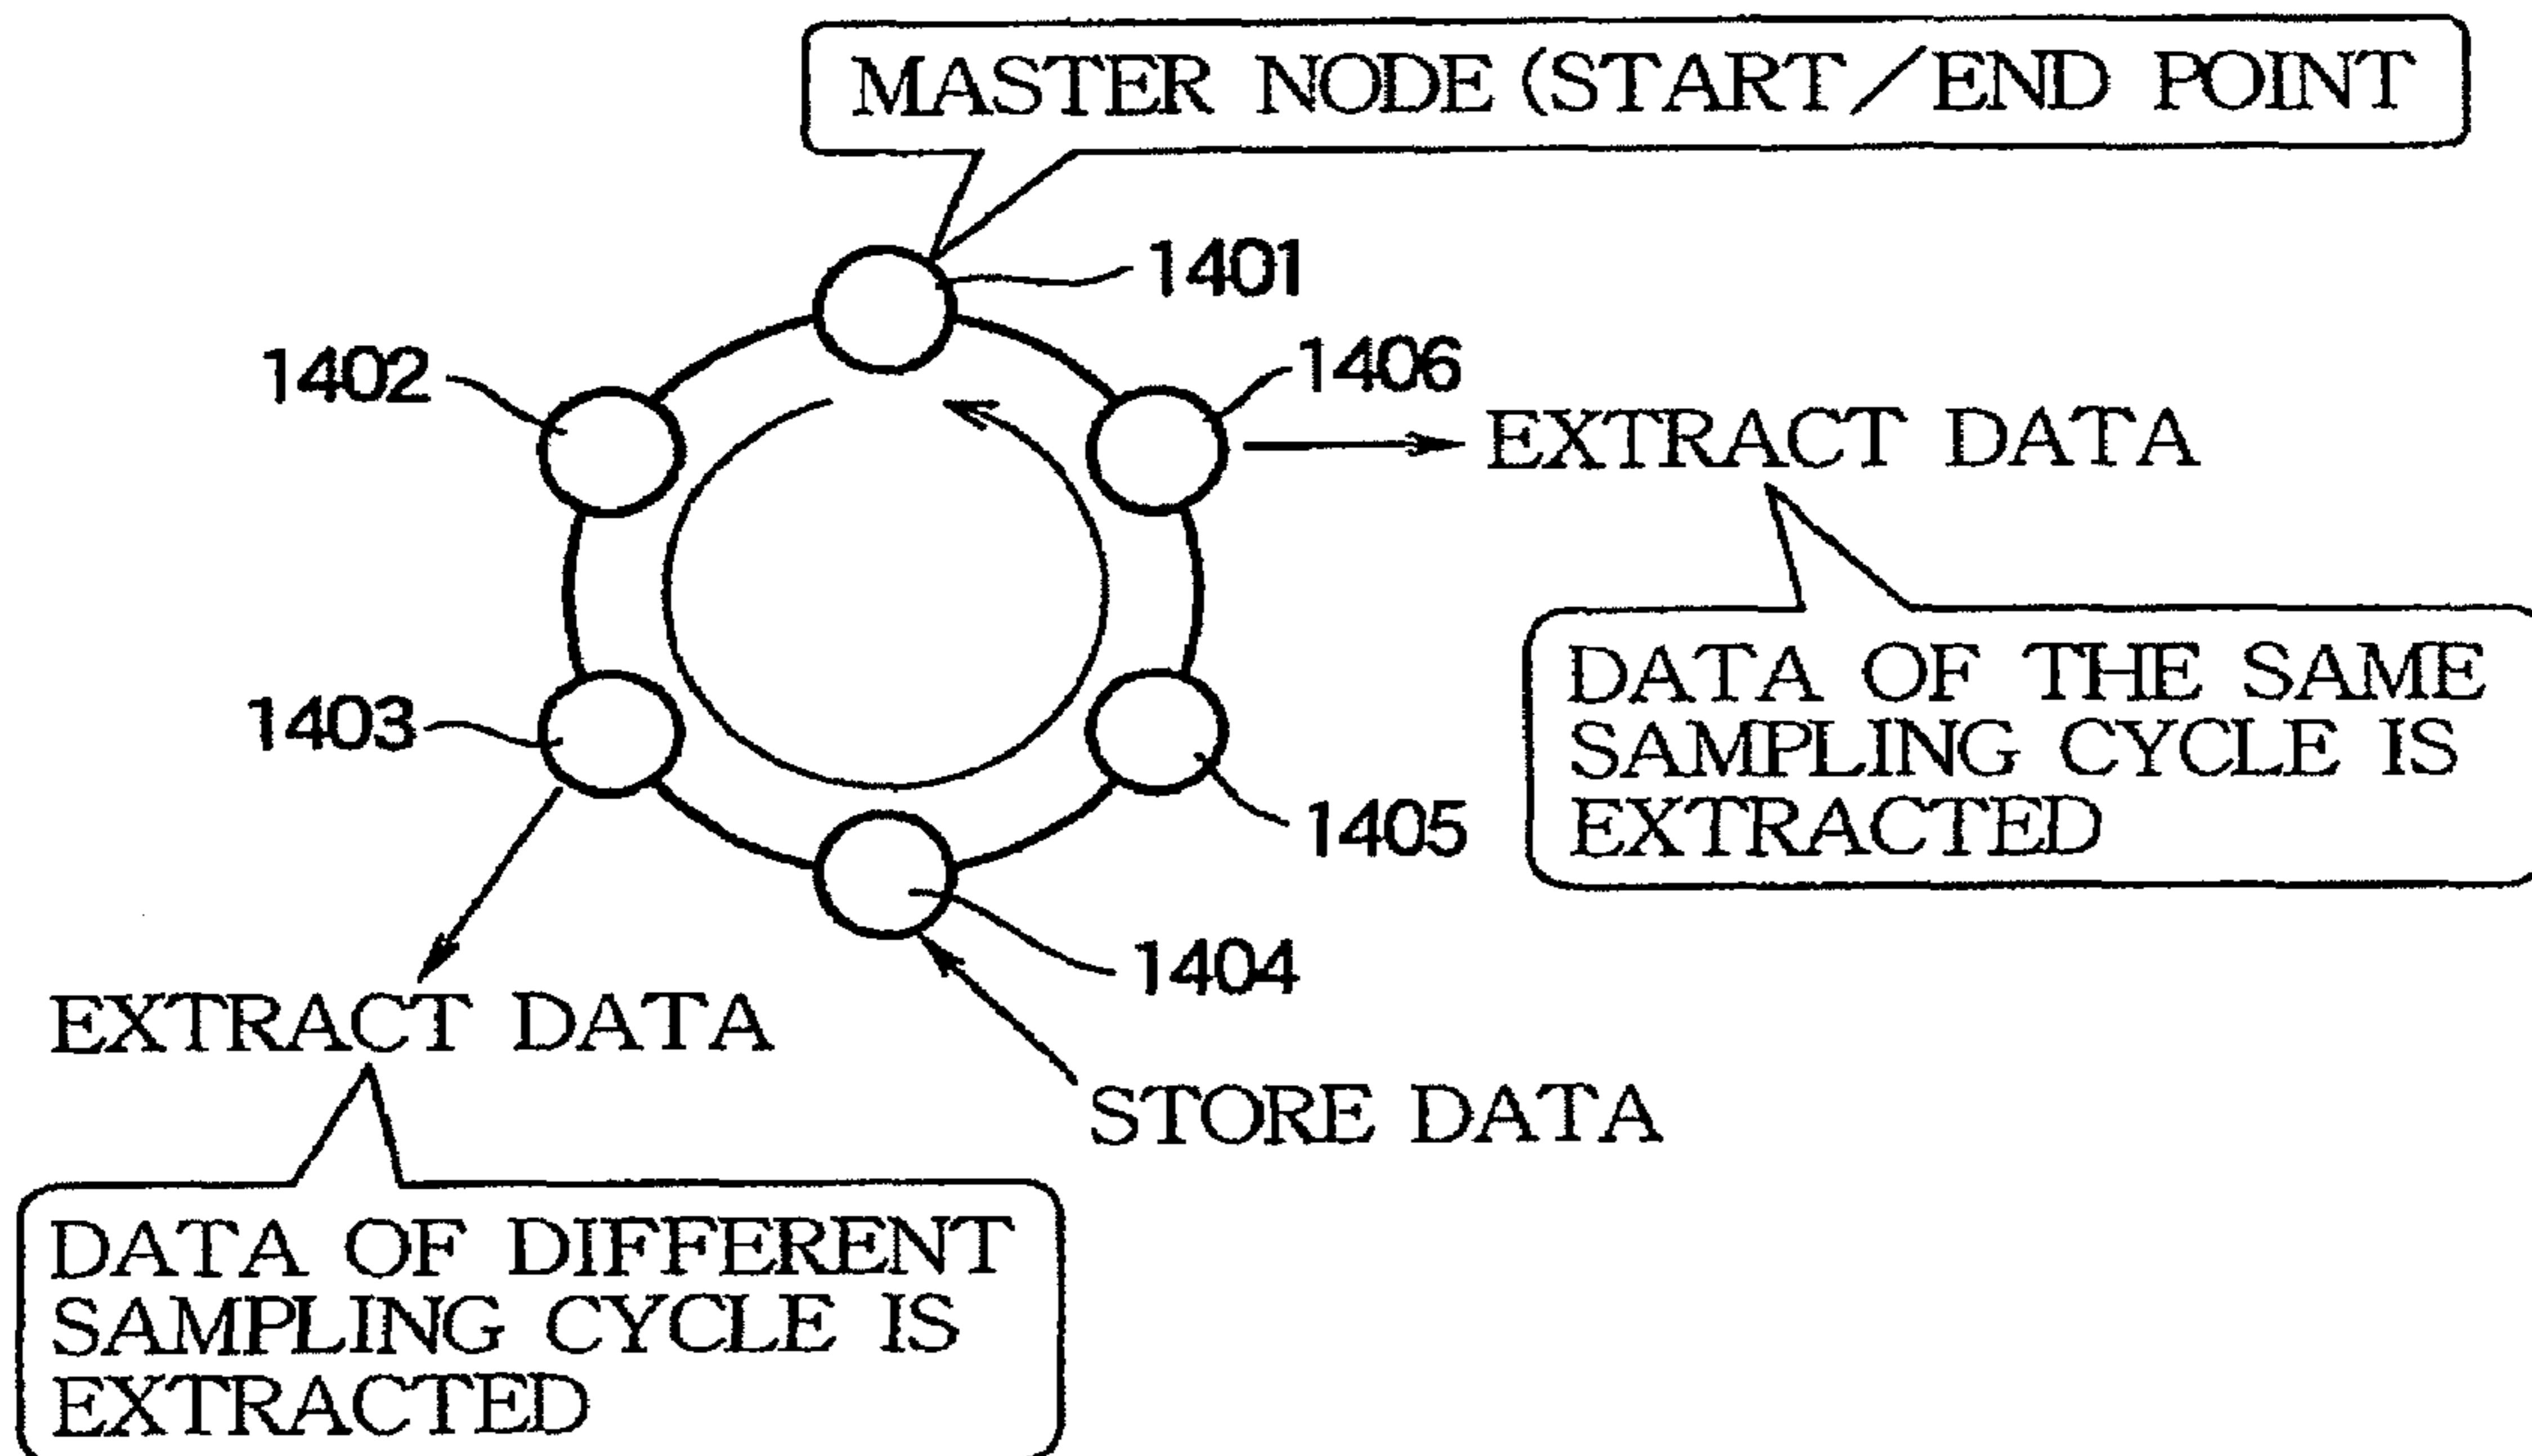 MASTER NODE (START/END POINT
1401
1402
1406
EXTRACT DATA
DATA OF THE SAME
SAMPLING CYCLE IS
EXTRACTED
1403
1405
1404
EXTRACT DATA
STORE DATA
DATA OF DIFFERENT
SAMPLING CYCLE IS
EXTRACTED